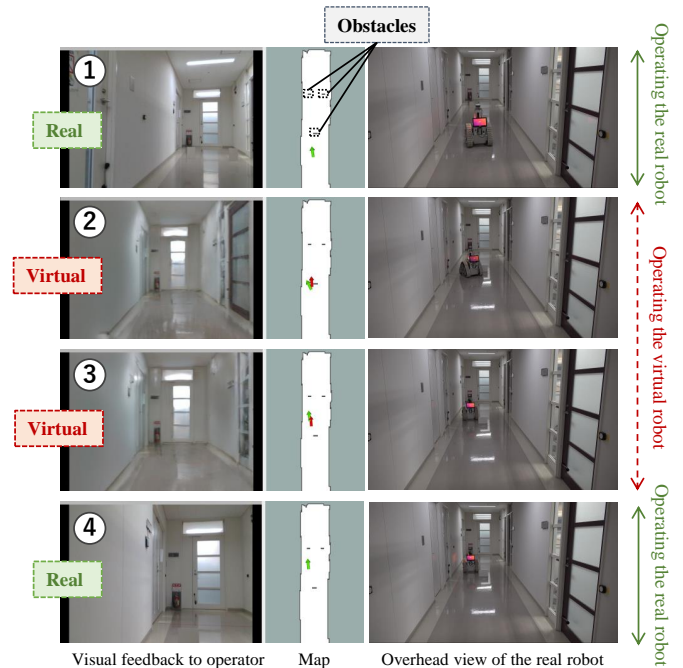 Obstacles
1
Real
Operating the real robot
2
Virtual
Operating the virtual robot
3
Virtual
4
Real
Operating the real robot
Visual feedback to operator
Map
Overhead view of the real robot